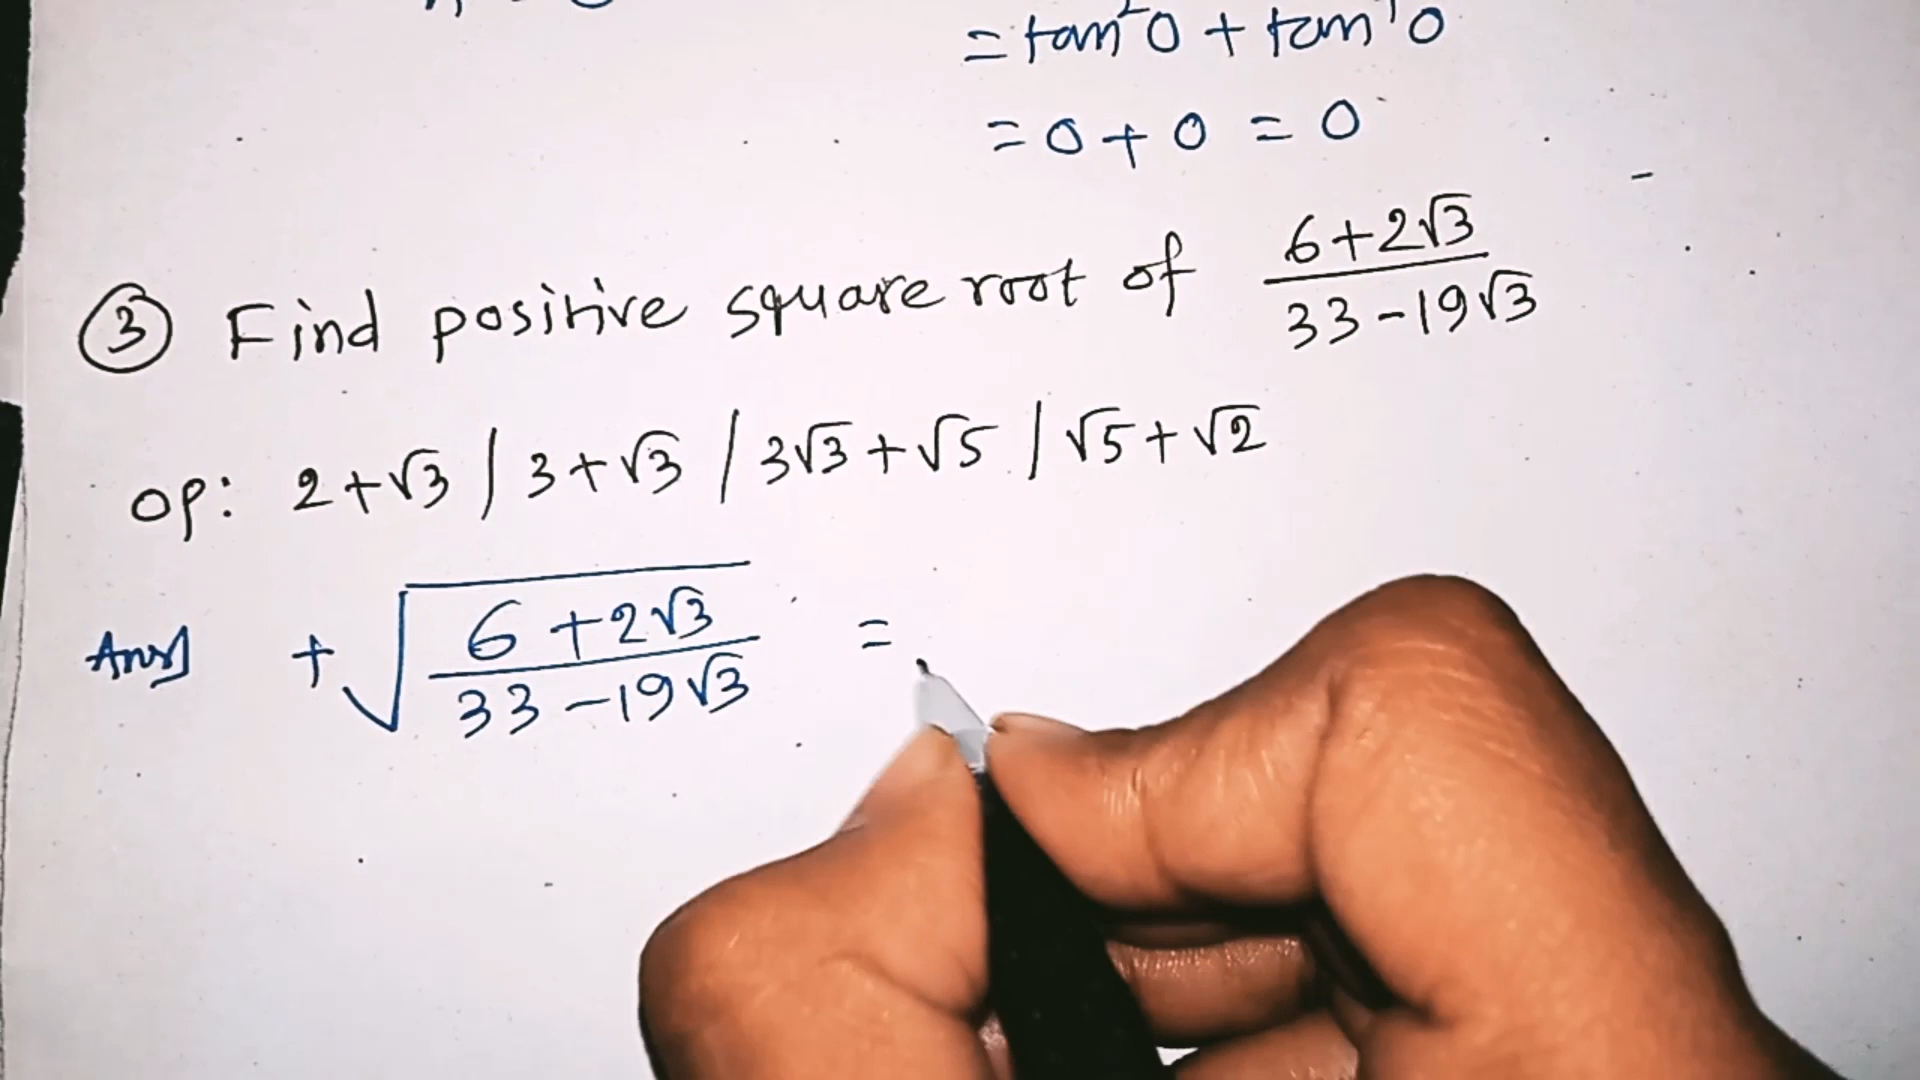 = tan²0 + tan¹0
= 0 + 0 = 0
③ Find positive square root of (6+2√3)/(33-19√3)
op: 2+√3 / 3+√3 / 3√3+√5 / √5+√2
Ans +√((6+2√3)/(33-19√3)) =